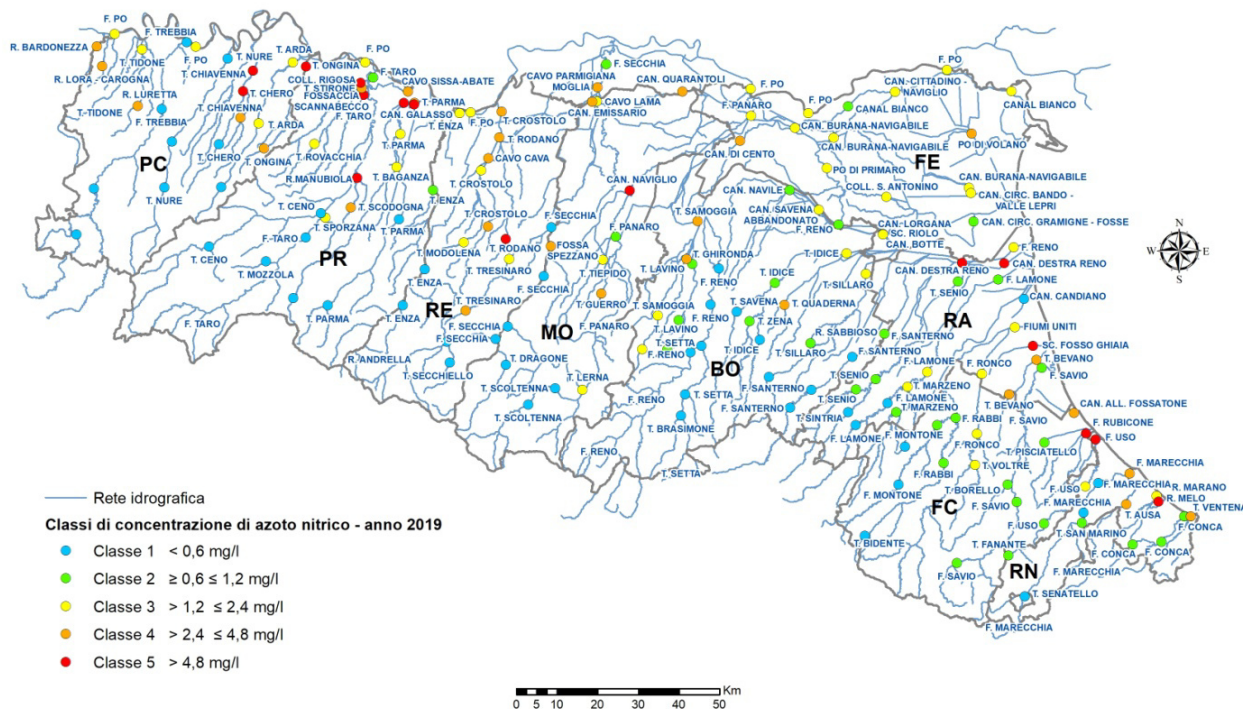 F. PO
F. TREBBIA
R. BARDONEZZA
T. TIDONE
F. PO
T. NURE
T. ARDA
T. ONGINA
F. PO
R. LORA - CAROGNA
T. CHIAVENNA
COLL. RIGOSA
F. TARO
T. STIRONE
CAVO SISSA-ABATE
R. LURETTA
T. CHERO
FOSSACCIA
SCANNABECCO
T. TIDONE
F. TREBBIA
T. CHIAVENNA
T. ARDA
F. TARO
CAN. GALASSO
T. PARMA
T. ENZA
F. PO
T. CROSTOLO
F. SECCHIA
CAVO PARMIGIANA
MOGLIA
CAN. QUARANTOLI
CAVO LAMA
CAN. EMISSARIO
F. PO
F. PANARO
F. PO
F. PO
CAN. CITTADINO -
NAVIGLIO
CANAL BIANCO
CANAL BIANCO
CAN. BURANA-NAVIGABILE
CAN. BURANA-NAVIGABILE
PO DI VOLANO
PC
T. CHERO
T. ONGINA
T. ROVACCHIA
T. PARMA
T. RODANO
CAVO CAVA
CAN. DI CENTO
FE
PO DI PRIMARO
T. NURE
R.MANUBIOLA
T. BAGANZA
T. ENZA
T. CROSTOLO
CAN. NAVIGLIO
CAN. NAVILE
COLL. S. ANTONINO
CAN. BURANA-NAVIGABILE
CAN. CIRC. BANDO -
VALLE LEPRI
T. CENO
T. SCODOGNA
T. SPORZANA
T. PARMA
T. CROSTOLO
F. SECCHIA
F. PANARO
T. SAMOGGIA
CAN. SAVENA
ABBANDONATO
F. RENO
CAN. LORGANA
SC. RIOLO
CAN. BOTTE
CAN. CIRC. GRAMIGNE - FOSSE
T. CENO
F. TARO
PR
T. MODOLENA
T. RODANO
FOSSA
SPEZZANO
T. TRESINARO
T. TIEPIDO
T. LAVINO
T. GHIRONDA
T. IDICE
F. RENO
T. MOZZOLA
T. ENZA
F. SECCHIA
F. RENO
T. IDICE
T. SILLARO
CAN. DESTRA RENO
CAN. DESTRA RENO
T. SENIO
F. LAMONE
F. TARO
T. PARMA
T. ENZA
RE
T. TRESINARO
MO
T. GUERRO
T. SAMOGGIA
F. RENO
T. SAVENA
T. QUADERNA
RA
CAN. CANDIANO
F. SECCHIA
F. SECCHIA
F. PANARO
T. LAVINO
T. SETTA
T. ZENA
R. SABBIOSO
F. SANTERNO
FIUMI UNITI
R. ANDRELLA
T. SECCHIELLO
T. DRAGONE
F. RENO
BO
T. IDICE
T. SILLARO
F. SANTERNO
F. LAMONE
F. RONCO
SC. FOSSO GHIAIA
T. BEVANO
F. SAVIO
T. SCOLTENNA
T. LERNA
F. SANTERNO
T. SENIO
T. MARZENO
T. SCOLTENNA
F. RENO
T. SETTA
F. SANTERNO
T. SENIO
F. LAMONE
T. MARZENO
T. BEVANO
CAN. ALL. FOSSATONE
T. BRASIMONE
T. SINTRIA
F. RABBI
F. SAVIO
F. RUBICONE
F. LAMONE
F. MONTONE
F. RONCO
T. PISCIATELLO
F. USO
F. RENO
T. SETTA
F. RABBI
T. VOLTRE
F. MARECCHIA
F. MONTONE
FC
T. BORELLO
F. USO
F. MARECCHIA
R. MARANO
R. MELO
F. SAVIO
F. MARECCHIA
T. AUSA
T. VENTENA
F. USO
T. SAN MARINO
F. CONCA
T. BIDENTE
T. FANANTE
F. CONCA
F. CONCA
F. SAVIO
RN
F. MARECCHIA
T. SENATELLO
F. MARECCHIA
N
W
E
S
Rete idrografica
Classi di concentrazione di azoto nitrico - anno 2019
Classe 1 < 0,6 mg/l
Classe 2 ≥ 0,6 ≤ 1,2 mg/l
Classe 3 > 1,2 ≤ 2,4 mg/l
Classe 4 > 2,4 ≤ 4,8 mg/l
Classe 5 > 4,8 mg/l
Km
0 5 10 20 30 40 50